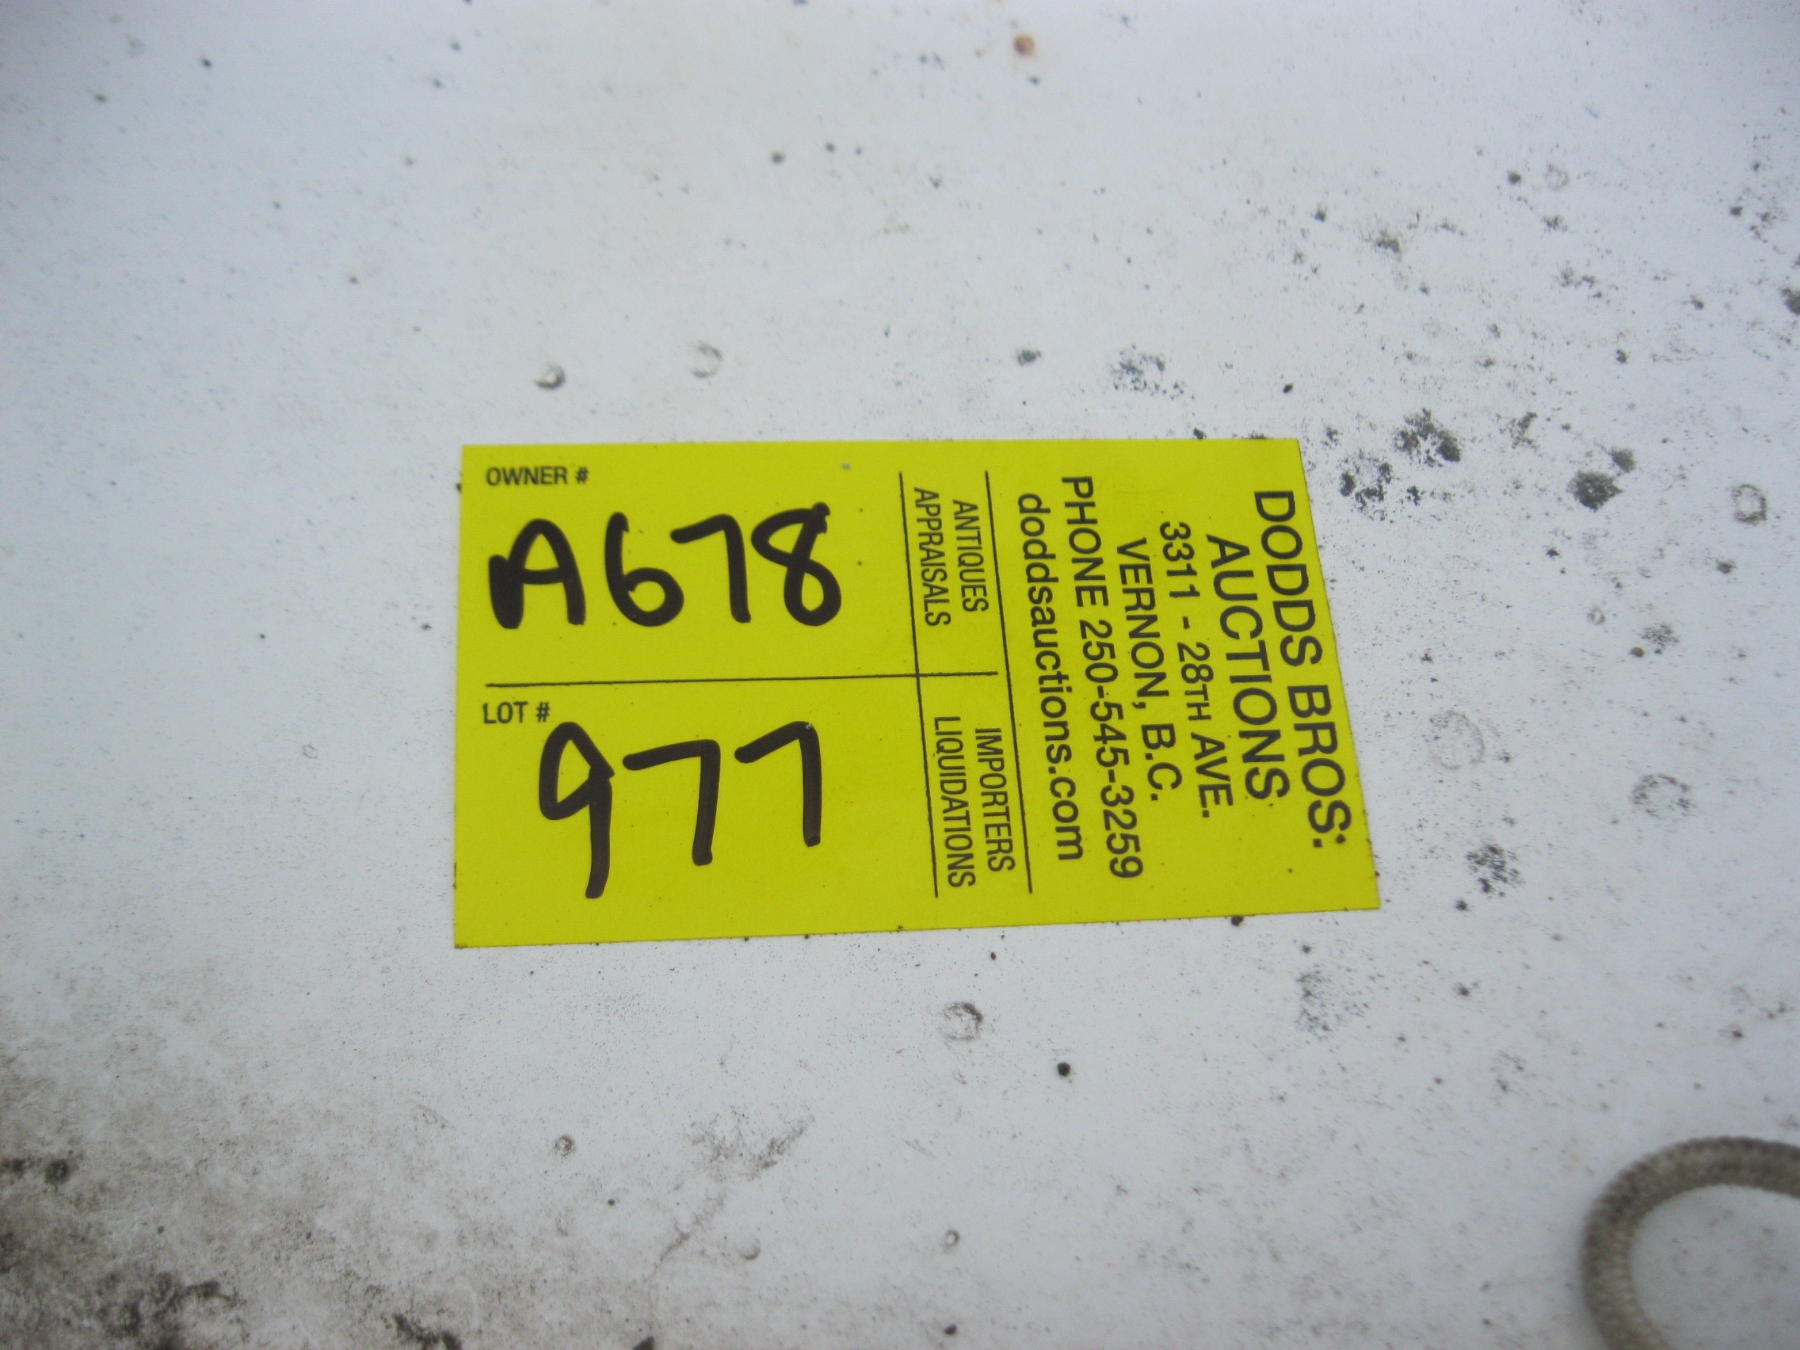 DODDS BROS:
AUCTIONS
3311 - 28TH AVE.
VERNON, B.C.
PHONE 250-545-3259
doddsauctions.com
ANTIQUES IMPORTERS
APPRAISALS LIQUIDATIONS
OWNER #
A678
LOT #
977